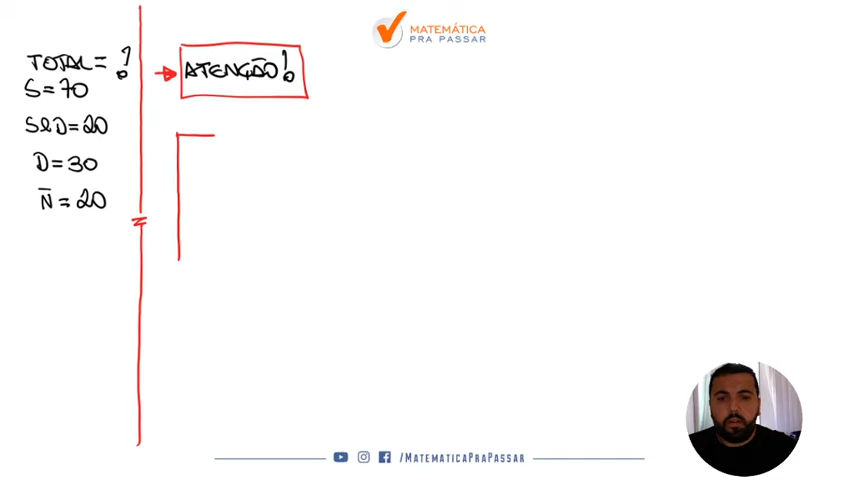 MATEMÁTICA
PRA PASSAR
TOTAL = ?
S = 70
S e D = 20
D = 30
N̄ = 20
ATENÇÃO!
/MATEMATICAPRAPASSAR